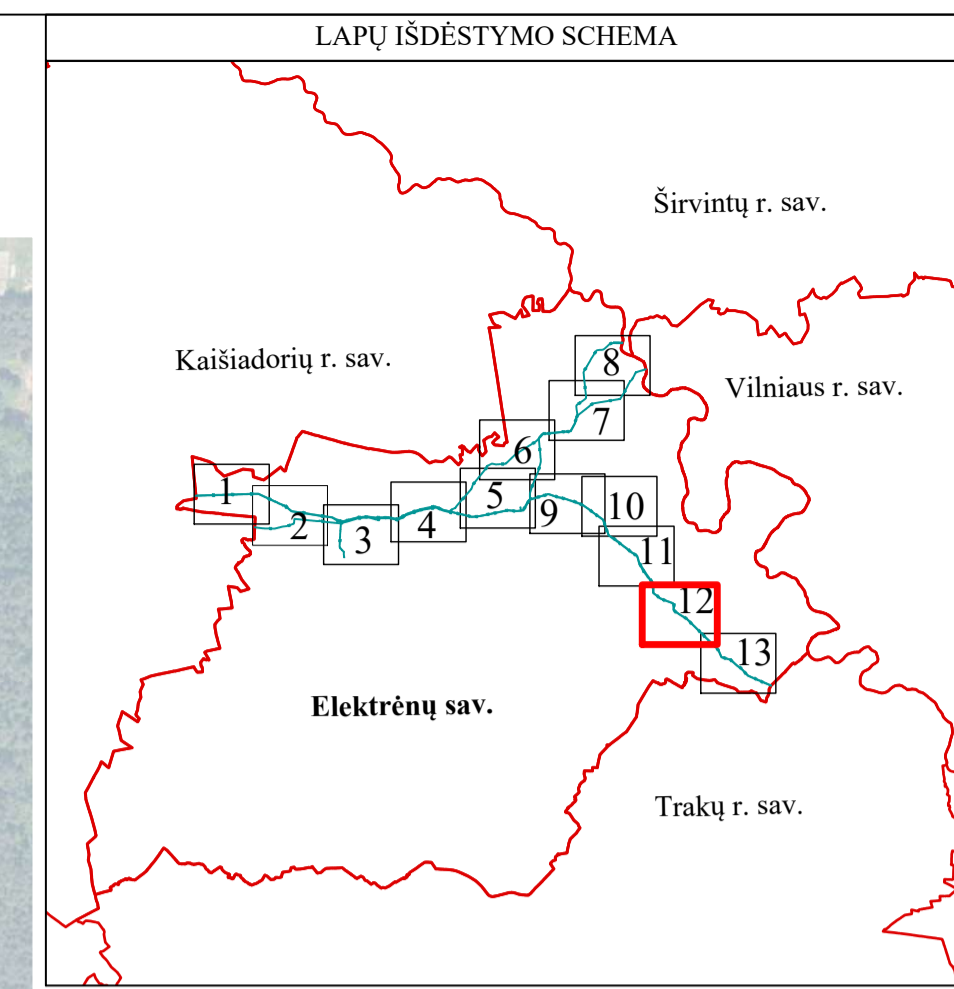 LAPŲ IŠDĖSTYMO SCHEMA
Širvintų r. sav.
Kaišiadorių r. sav.
Vilniaus r. sav.
8
7
6
5
1
2
3
4
9
10
11
12
13
Elektrėnų sav.
Trakų r. sav.